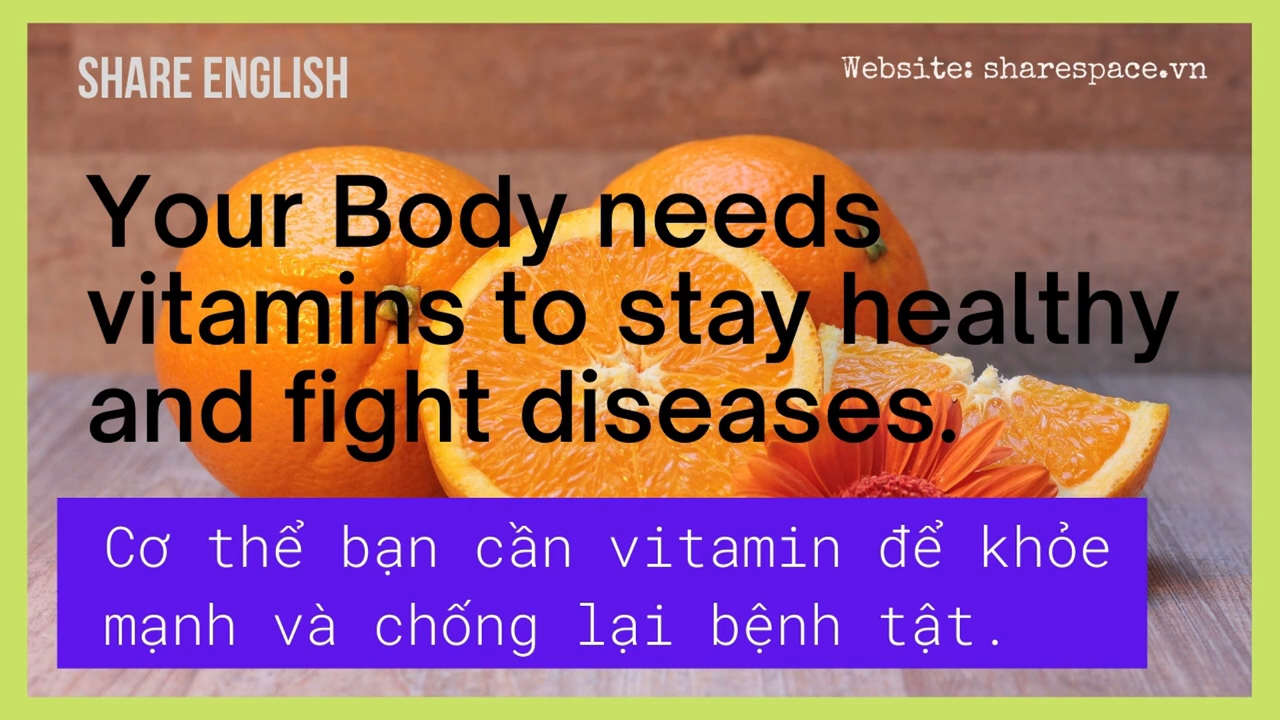 SHARE ENGLISH
Website: sharespace.vn
Your Body needs
vitamins to stay healthy
and fight diseases.
Cơ thể bạn cần vitamin để khỏe
mạnh và chống lại bệnh tật.